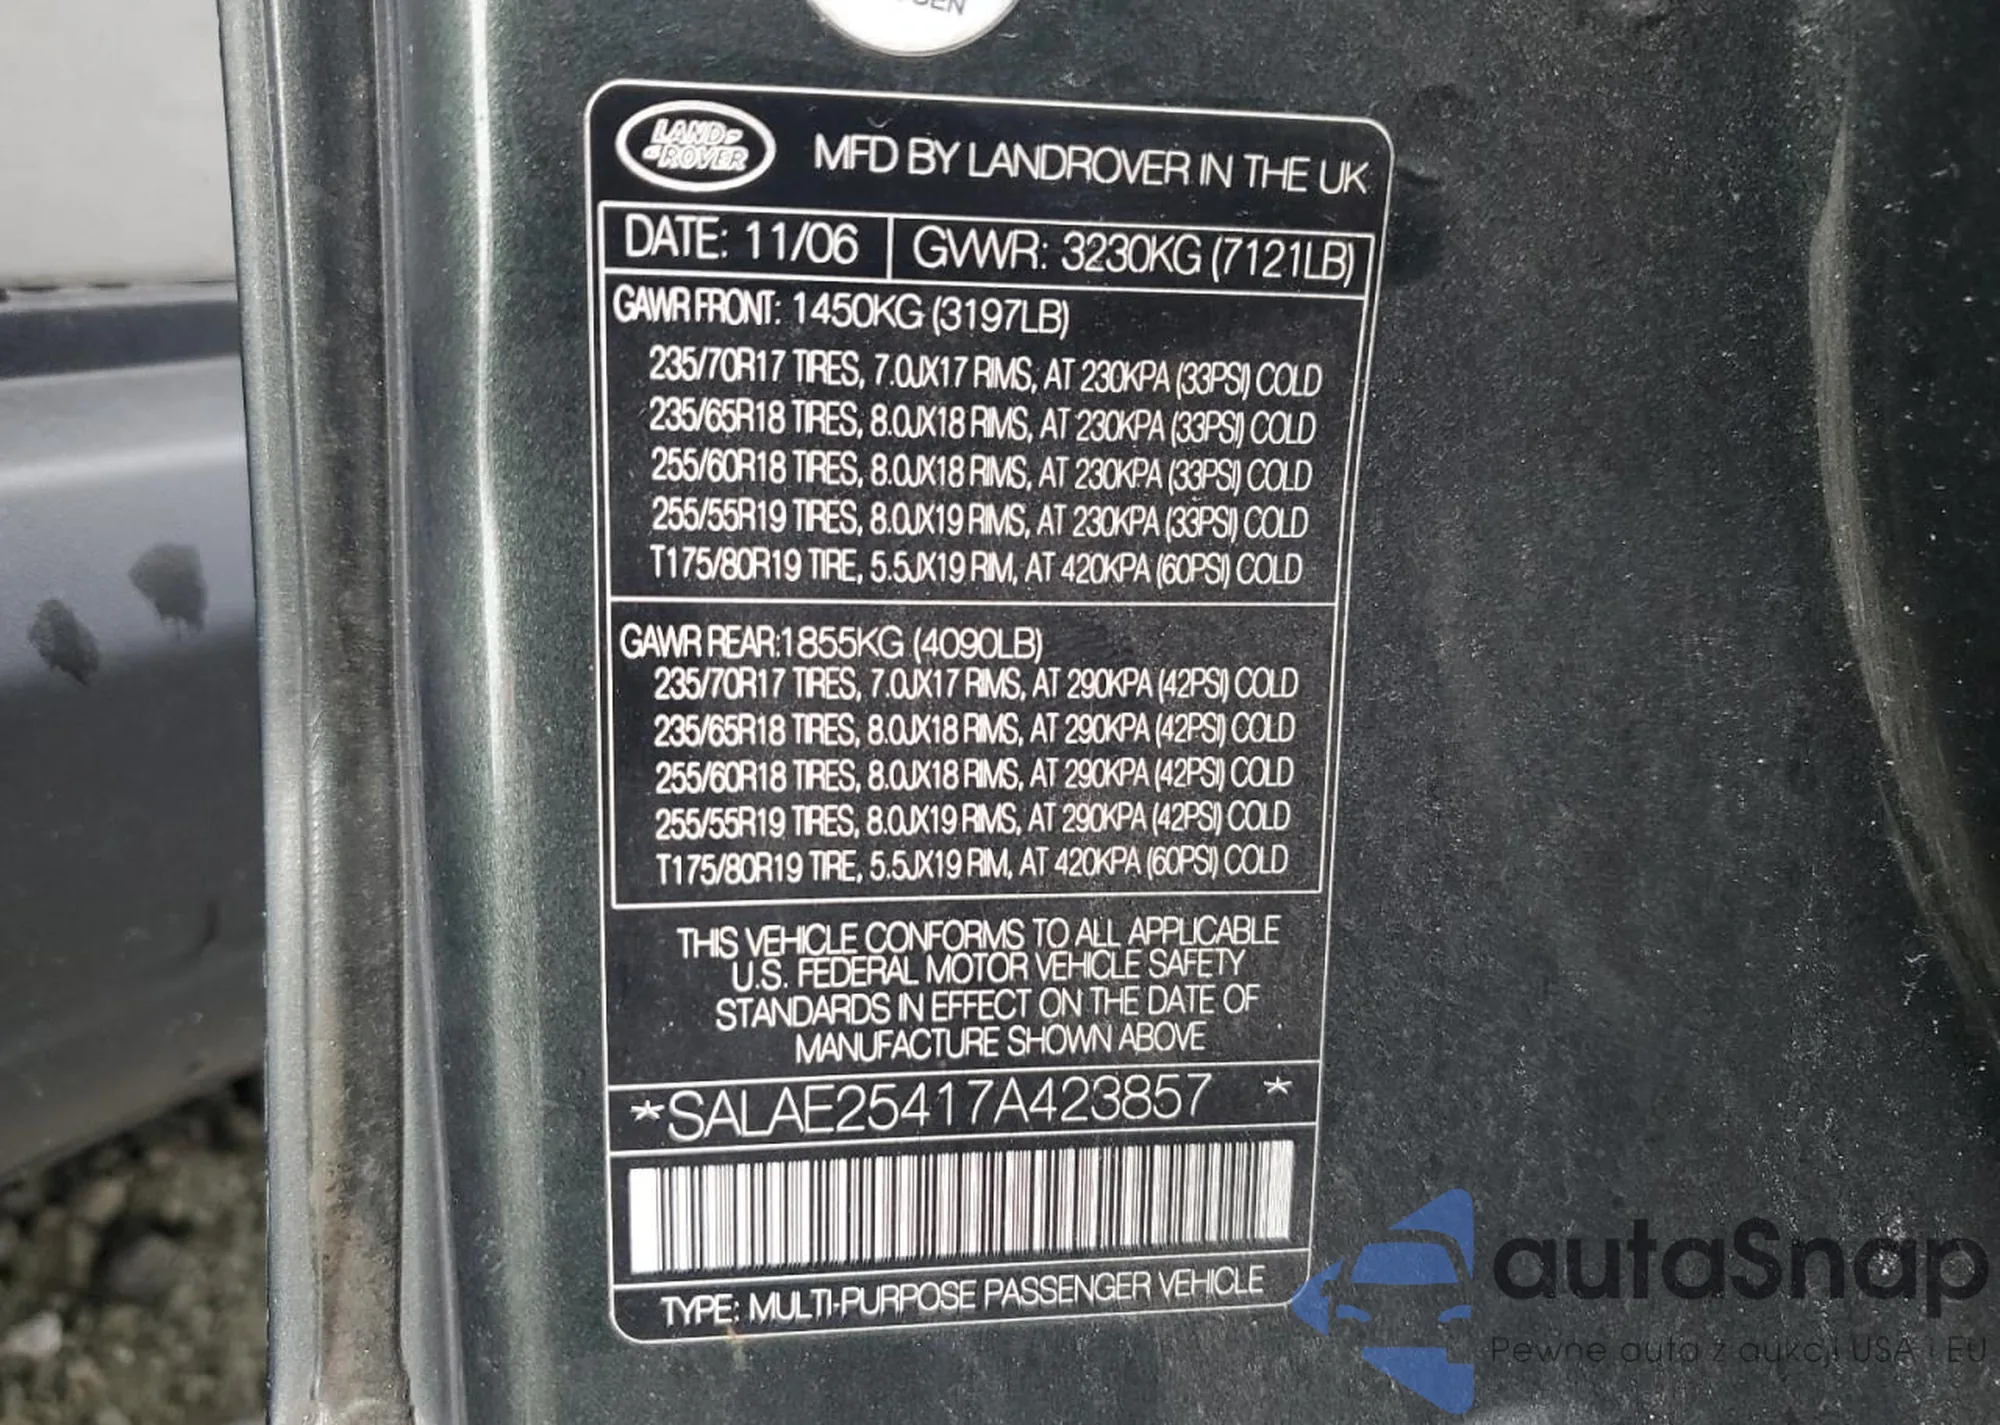 LAND-
-ROVER
MFD BY LANDROVER IN THE UK
DATE: 11/06
GVWR: 3230KG (7121LB)
GAWR FRONT: 1450KG (3197LB)
235/70R17 TIRES, 7.0JX17 RIMS, AT 230KPA (33PSI) COLD
235/65R18 TIRES, 8.0JX18 RIMS, AT 230KPA (33PSI) COLD
255/60R18 TIRES, 8.0JX18 RIMS, AT 230KPA (33PSI) COLD
255/55R19 TIRES, 8.0JX19 RIMS, AT 230KPA (33PSI) COLD
T175/80R19 TIRE, 5.5JX19 RIM, AT 420KPA (60PSI) COLD
GAWR REAR:1855KG (4090LB)
235/70R17 TIRES, 7.0JX17 RIMS, AT 290KPA (42PSI) COLD
235/65R18 TIRES, 8.0JX18 RIMS, AT 290KPA (42PSI) COLD
255/60R18 TIRES, 8.0JX18 RIMS, AT 290KPA (42PSI) COLD
255/55R19 TIRES, 8.0JX19 RIMS, AT 290KPA (42PSI) COLD
T175/80R19 TIRE, 5.5JX19 RIM, AT 420KPA (60PSI) COLD
THIS VEHICLE CONFORMS TO ALL APPLICABLE
U.S. FEDERAL MOTOR VEHICLE SAFETY
STANDARDS IN EFFECT ON THE DATE OF
MANUFACTURE SHOWN ABOVE
*SALAE25417A423857 *
TYPE: MULTI-PURPOSE PASSENGER VEHICLE
autaSnap
Pewne auta z aukcji USA i EU